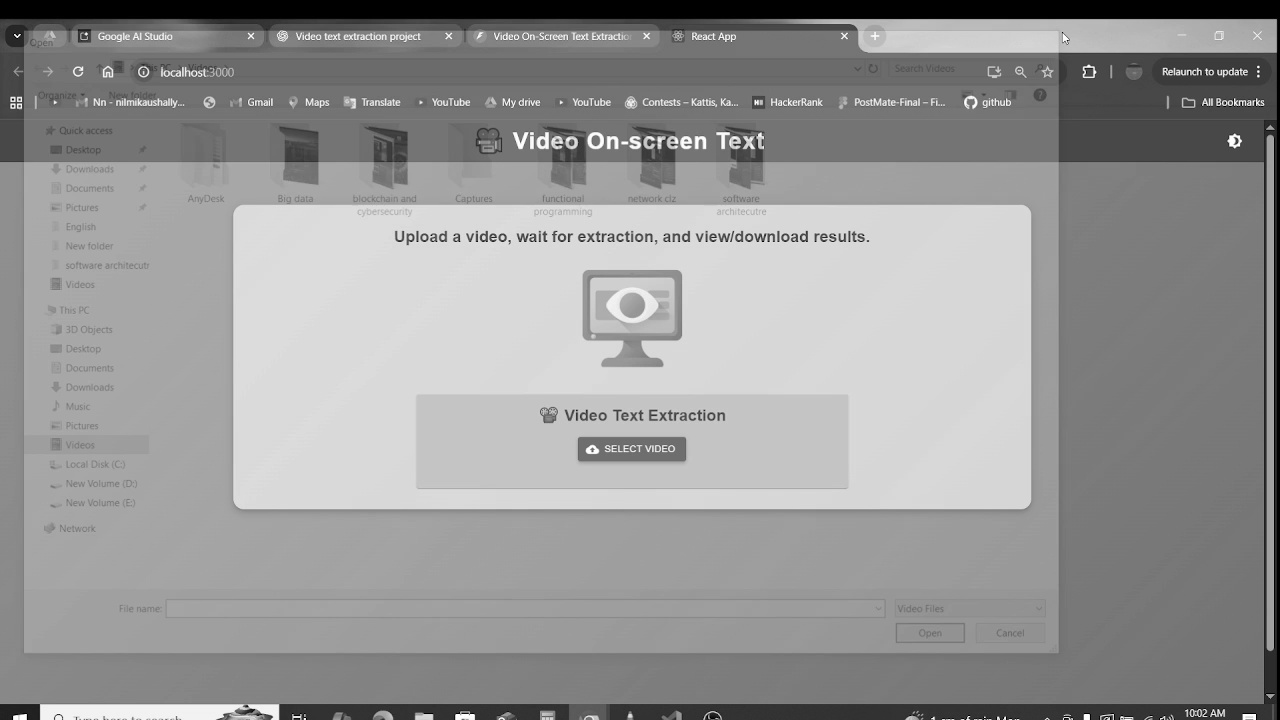 Google AI Studio
Video text extraction project
Video On-Screen Text Extraction
React App
Open
localhost:3000
Videos
Search Videos
Relaunch to update
Organize
New folder
Nn - nilmikaushally...
Gmail
Maps
Translate
YouTube
My drive
YouTube
Contests – Kattis, Ka...
HackerRank
PostMate-Final – Fi...
github
All Bookmarks
Video On-screen Text
Quick access
Desktop
Downloads
Documents
Pictures
English
New folder
software architecutr
Videos
This PC
3D Objects
Desktop
Documents
Downloads
Music
Pictures
Videos
Local Disk (C:)
New Volume (D:)
New Volume (E:)
Network
AnyDesk
Big data
blockchain and
cybersecurity
Captures
functional
programming
network clz
software
architecutre
Upload a video, wait for extraction, and view/download results.
Video Text Extraction
SELECT VIDEO
File name:
Video Files
Open
Cancel
Type here to search
10:02 AM